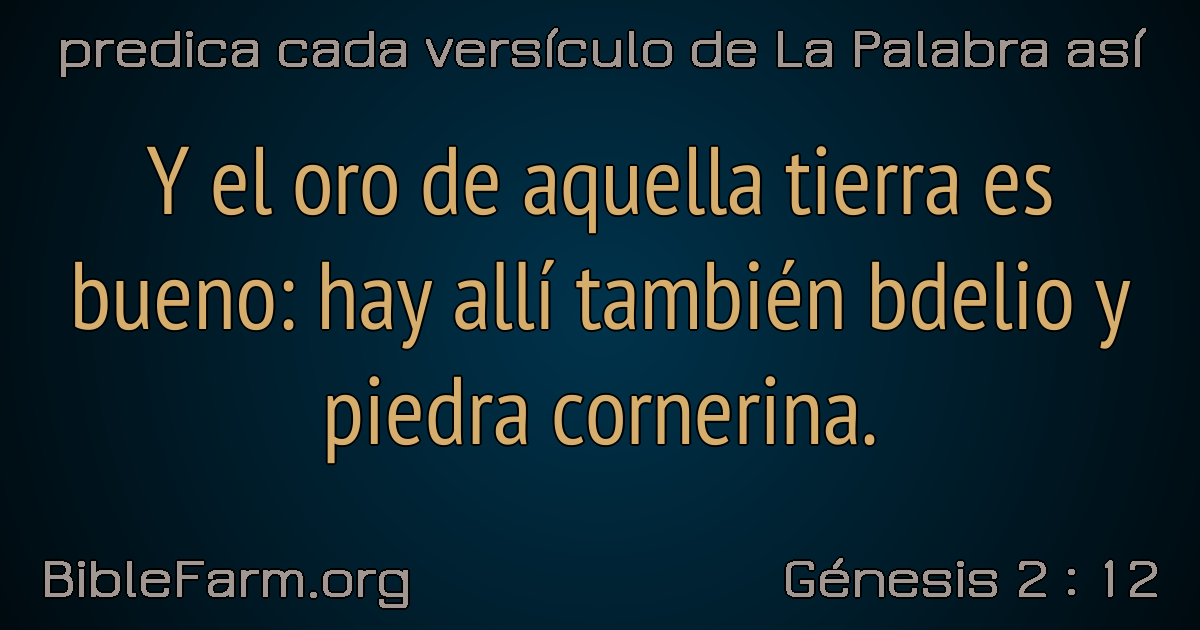 predica cada versículo de La Palabra así
Y el oro de aquella tierra es
bueno: hay allí también bdelio y
piedra cornerina.
BibleFarm.org
Génesis 2 : 12